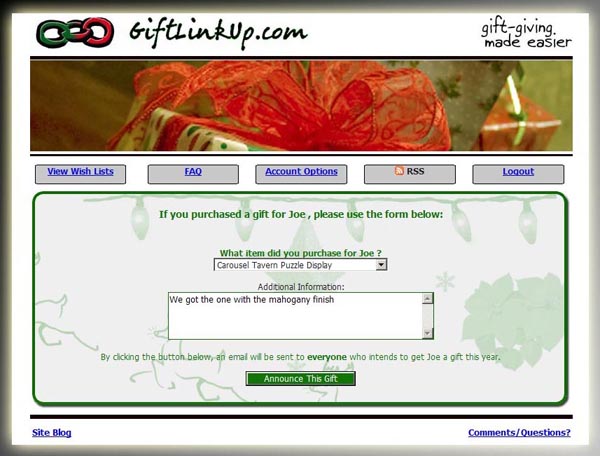 GiftLinkUp.com
gift-giving.
made easier
View Wish Lists
FAQ
Account Options
RSS
Logout
If you purchased a gift for Joe , please use the form below:
What item did you purchase for Joe ?
Carousel Tavern Puzzle Display
Additional Information:
We got the one with the mahogany finish
By clicking the button below, an email will be sent to everyone who intends to get Joe a gift this year.
Announce This Gift
Site Blog
Comments/Questions?